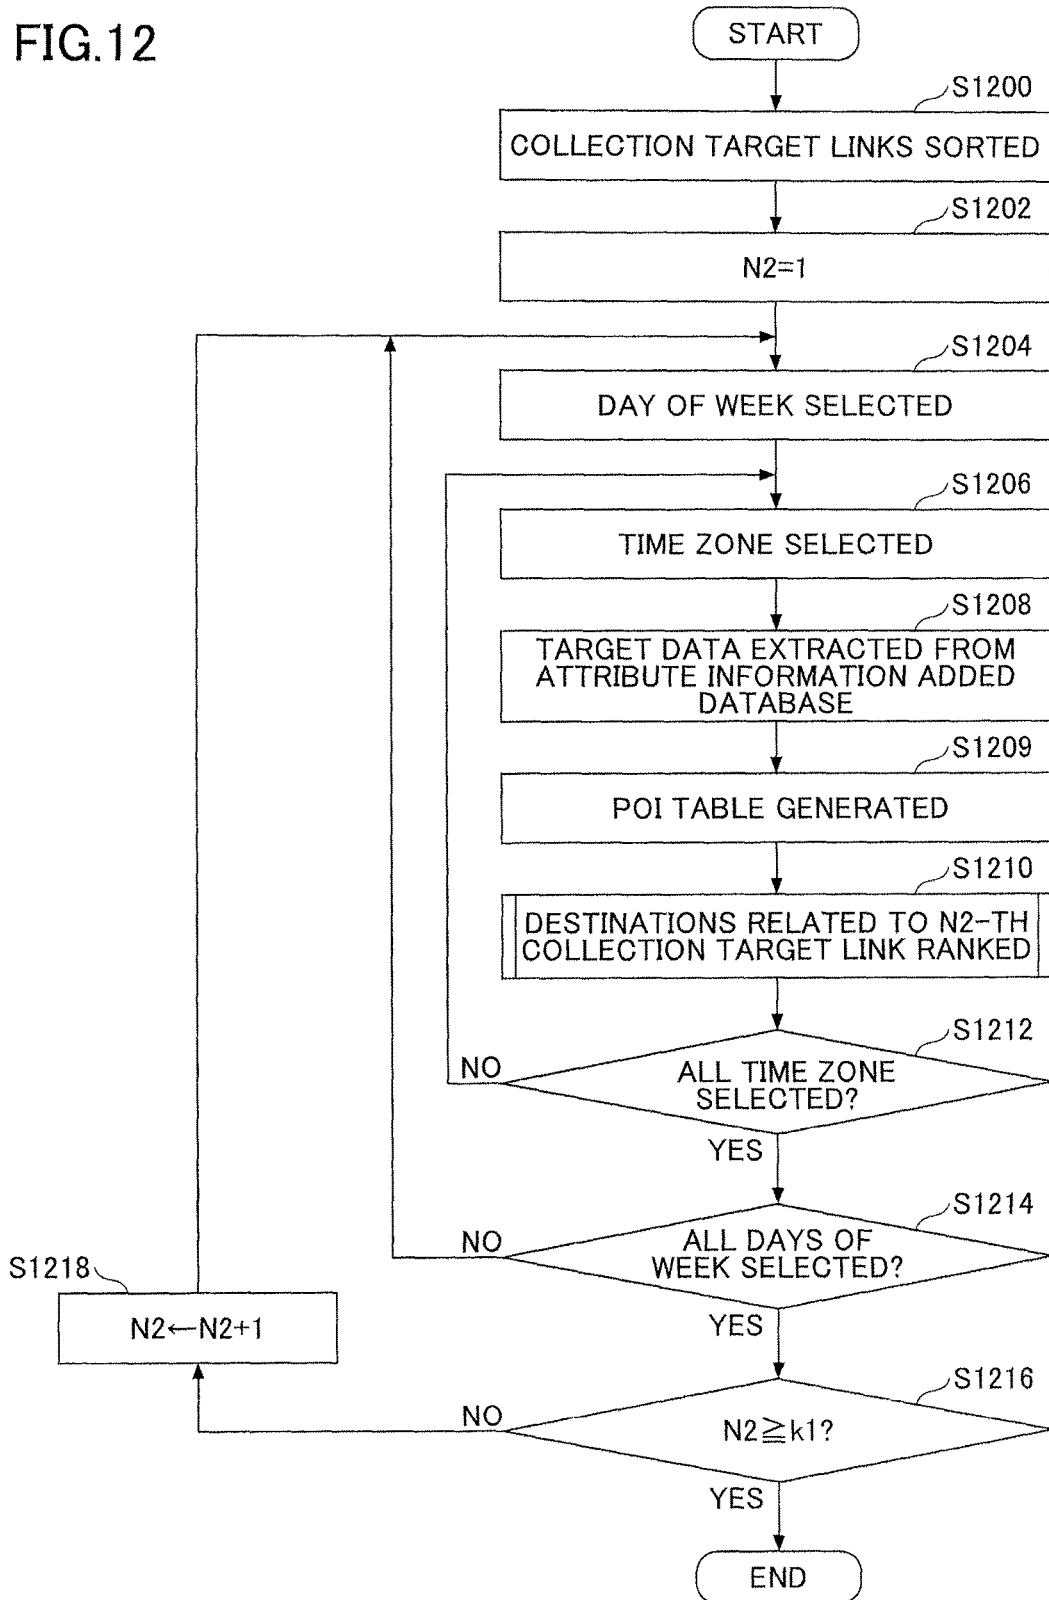 FIG.12
START
S1200
COLLECTION TARGET LINKS SORTED
S1202
N2=1
S1204
DAY OF WEEK SELECTED
S1206
TIME ZONE SELECTED
S1208
TARGET DATA EXTRACTED FROM
ATTRIBUTE INFORMATION ADDED
DATABASE
S1209
POI TABLE GENERATED
S1210
DESTINATIONS RELATED TO N2-TH
COLLECTION TARGET LINK RANKED
S1212
NO
ALL TIME ZONE
SELECTED?
YES
S1214
NO
ALL DAYS OF
WEEK SELECTED?
S1218
N2←N2+1
YES
S1216
NO
N2≧k1?
YES
END